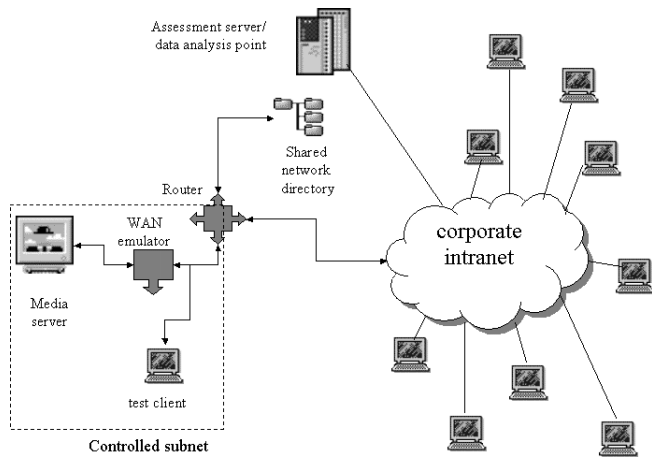 Assessment server/
data analysis point
Shared
network
directory
Router
WAN
emulator
Media
server
test client
Controlled subnet
corporate
intranet